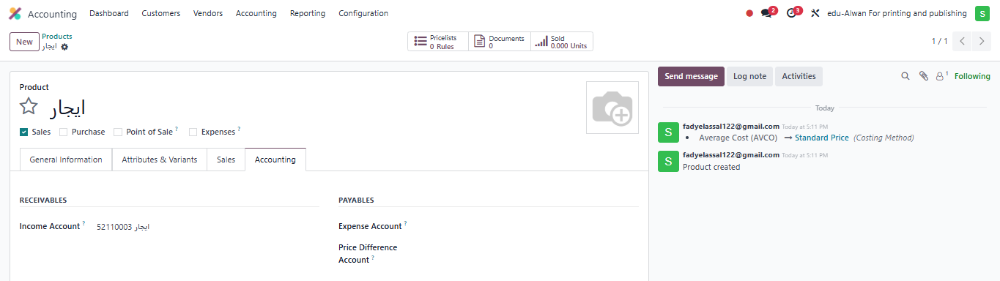 Accounting Dashboard Customers Vendors Accounting Reporting Configuration 2 3 edu-Alwan For printing and publishing S
New Products Pricelists 0 Rules Documents 0 Sold 0.000 Units 1 / 1
ايجار
Send message Log note Activities 1 Following
Product
ايجار
Today
Sales Purchase Point of Sale ? Expenses ?
S fadyelassal122@gmail.com Today at 5:11 PM
Average Cost (AVCO) → Standard Price (Costing Method)
General Information Attributes & Variants Sales Accounting
S fadyelassal122@gmail.com Today at 5:11 PM
Product created
RECEIVABLES PAYABLES
Income Account ? 52110003 ايجار Expense Account ?
Price Difference
Account ?